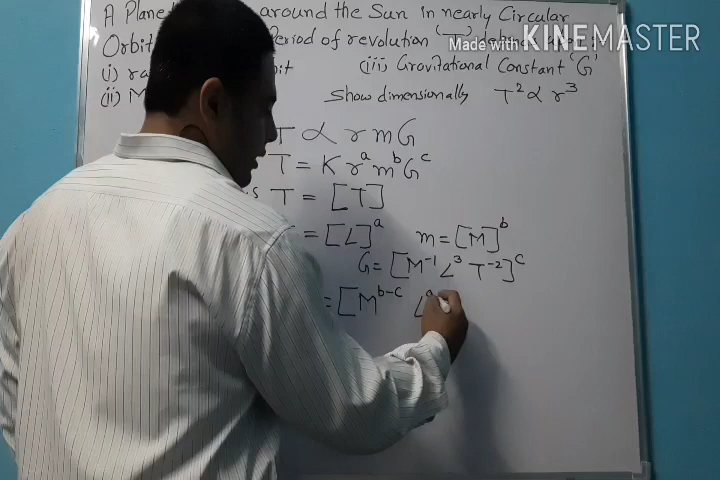 A Plane around the Sun in nearly Circular
Orbit Period of revolution 'T' depends
(i) ra it (iii) Gravitational Constant 'G'
(ii) M Show dimensionally T² ∝ r³
T ∝ r m G
T = K rᵃ mᵇ Gᶜ
s T = [T]
= [L]ᵃ m = [M]ᵇ
G = [M⁻¹ L³ T⁻²]ᶜ
= [M^b-c L^a
Made with KINEMASTER